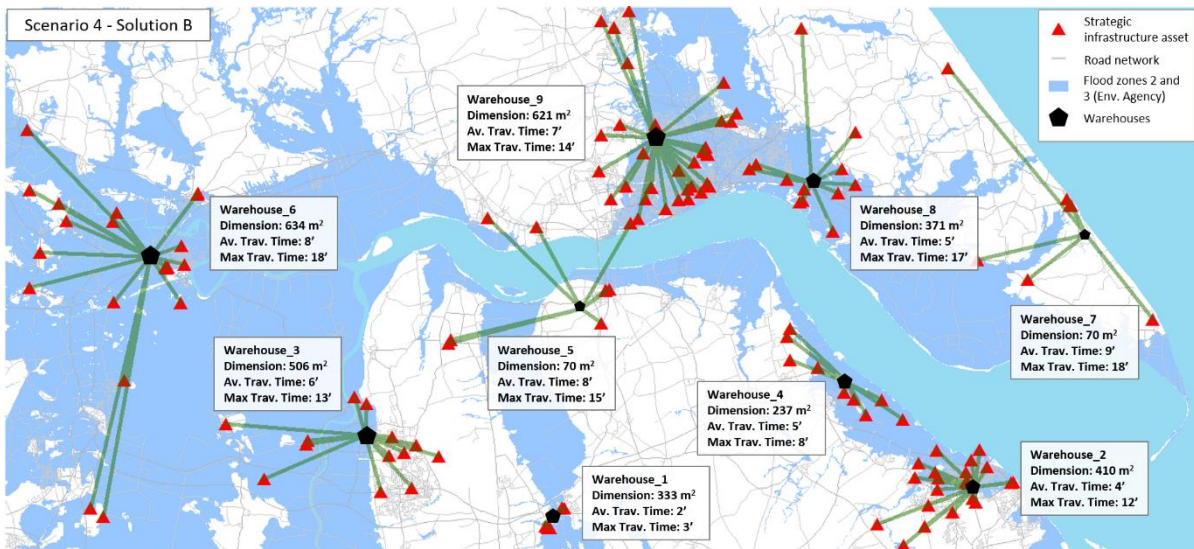 Scenario 4 - Solution B
Strategic
infrastructure asset
Road network
Flood zones 2 and
3 (Env. Agency)
Warehouses
Warehouse_9
Dimension: 621 m²
Av. Trav. Time: 7’
Max Trav. Time: 14’
Warehouse_6
Dimension: 634 m²
Av. Trav. Time: 8’
Max Trav. Time: 18’
Warehouse_8
Dimension: 371 m²
Av. Trav. Time: 5’
Max Trav. Time: 17’
Warehouse_3
Dimension: 506 m²
Av. Trav. Time: 6’
Max Trav. Time: 13’
Warehouse_5
Dimension: 70 m²
Av. Trav. Time: 8’
Max Trav. Time: 15’
Warehouse_7
Dimension: 70 m²
Av. Trav. Time: 9’
Max Trav. Time: 18’
Warehouse_4
Dimension: 237 m²
Av. Trav. Time: 5’
Max Trav. Time: 8’
Warehouse_1
Dimension: 333 m²
Av. Trav. Time: 2’
Max Trav. Time: 3’
Warehouse_2
Dimension: 410 m²
Av. Trav. Time: 4’
Max Trav. Time: 12’